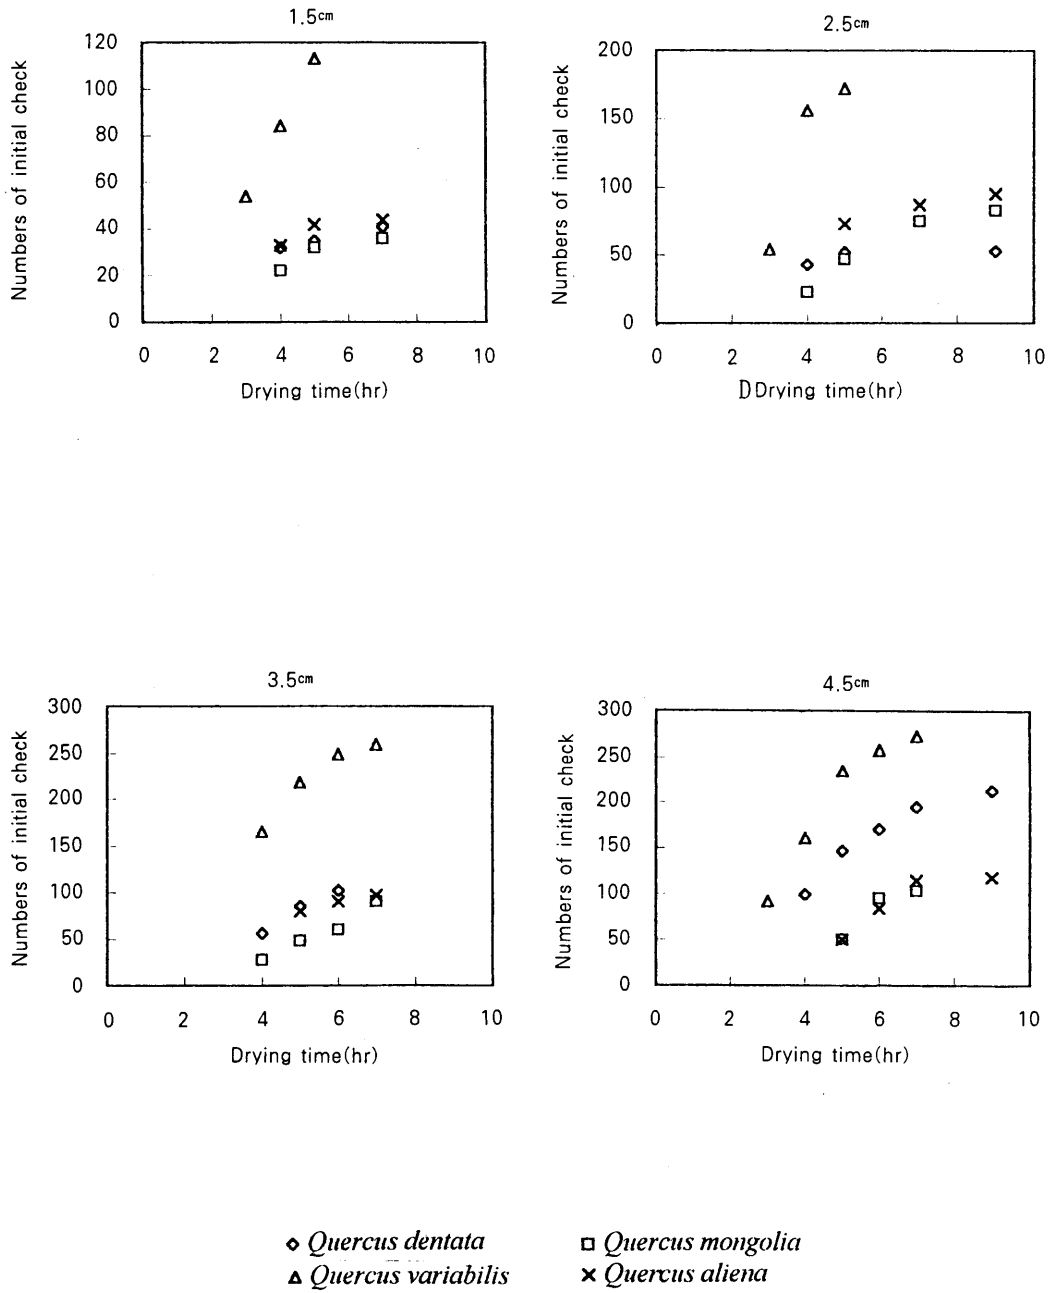 1.5cm
Numbers of initial check
120
100
80
60
40
20
0
0 2 4 6 8 10
Drying time(hr)
2.5cm
Numbers of initial check
200
150
100
50
0
0 2 4 6 8 10
DDrying time(hr)
3.5cm
Numbers of initial check
300
250
200
150
100
50
0
0 2 4 6 8 10
Drying time(hr)
4.5cm
Numbers of initial check
300
250
200
150
100
50
0
0 2 4 6 8 10
Drying time(hr)
Quercus dentata
Quercus mongolia
Quercus variabilis
Quercus aliena